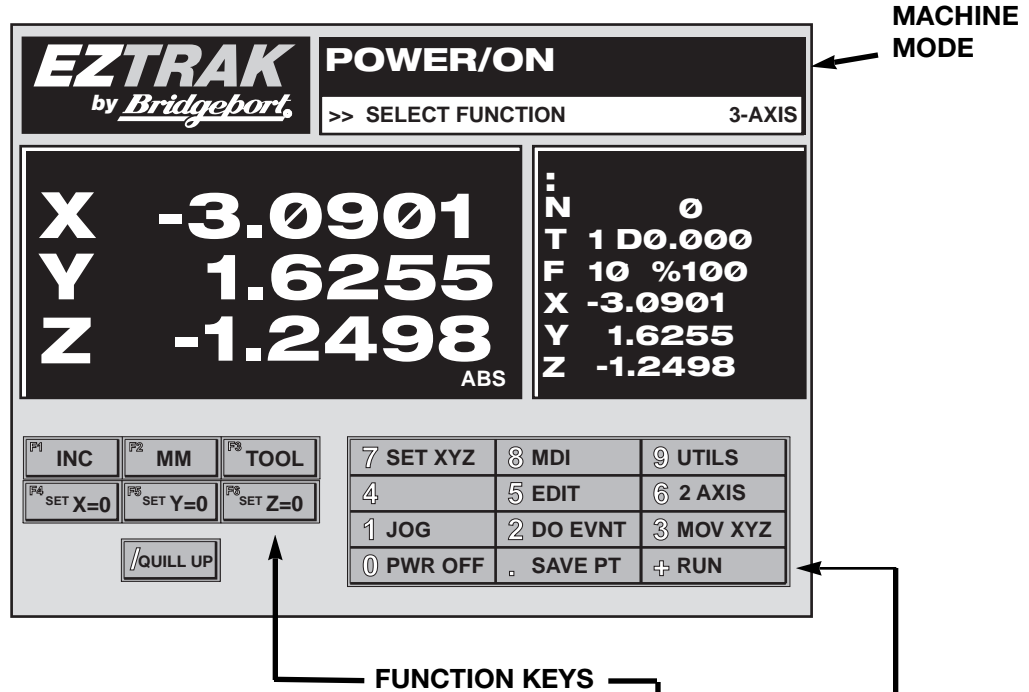 MACHINE
MODE
EZTRAK
by Bridgeport®
POWER/ON
>> SELECT FUNCTION 3-AXIS
X -3.0901
Y 1.6255
Z -1.2498
ABS
:
N 0
T 1 D0.000
F 10 %100
X -3.0901
Y 1.6255
Z -1.2498
F1 INC F2 MM F3 TOOL
F4 SET X=0 F5 SET Y=0 F6 SET Z=0
/QUILL UP
7 SET XYZ 8 MDI 9 UTILS
4 5 EDIT 6 2 AXIS
1 JOG 2 DO EVNT 3 MOV XYZ
0 PWR OFF . SAVE PT + RUN
FUNCTION KEYS